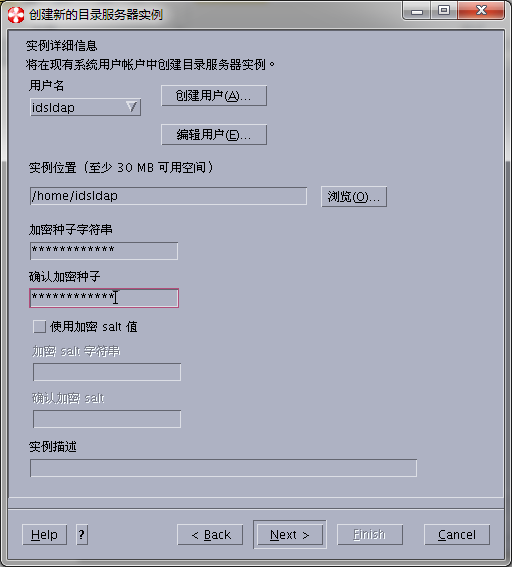 创建新的目录服务器实例
实例详细信息
将在现有系统用户帐户中创建目录服务器实例。
用户名
idsldap
创建用户(A)...
编辑用户(E)...
实例位置（至少 30 MB 可用空间）
/home/idsldap
浏览(O)...
加密种子字符串
************
确认加密种子
************
使用加密 salt 值
加密 salt 字符串
确认加密 salt
实例描述
Help
?
< Back
Next >
Finish
Cancel